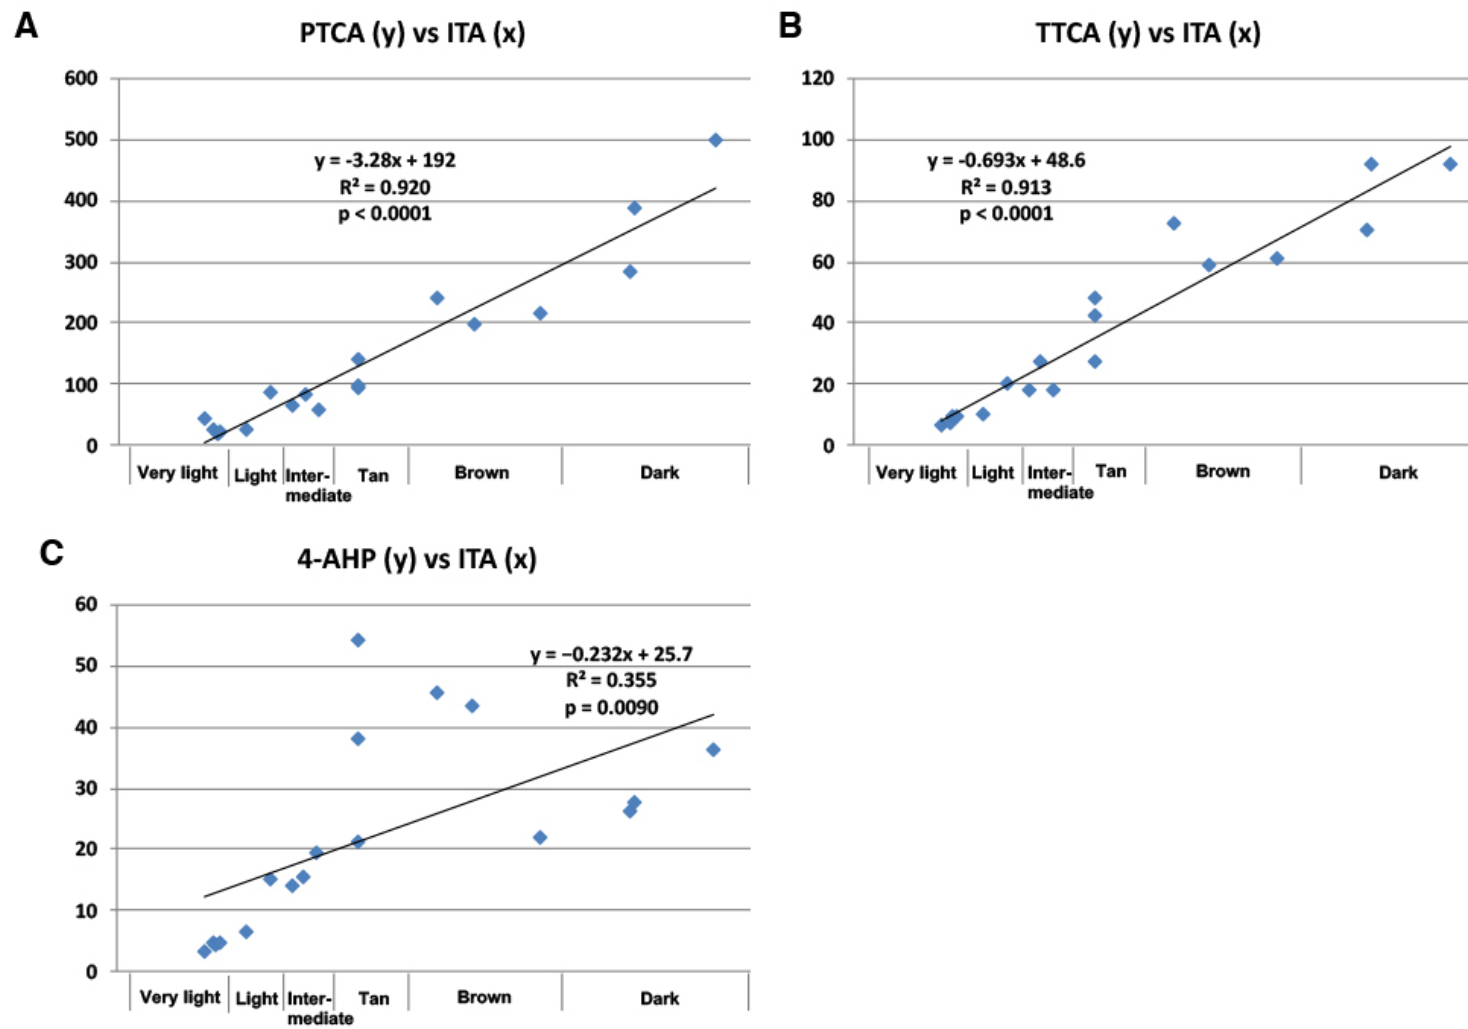 A
PTCA (y) vs ITA (x)
600
500
400
300
200
100
0
y = -3.28x + 192
R² = 0.920
p < 0.0001
Very light
Light
Inter-
mediate
Tan
Brown
Dark
B
TTCA (y) vs ITA (x)
120
100
80
60
40
20
0
y = -0.693x + 48.6
R² = 0.913
p < 0.0001
Very light
Light
Inter-
mediate
Tan
Brown
Dark
C
4-AHP (y) vs ITA (x)
60
50
40
30
20
10
0
y = −0.232x + 25.7
R² = 0.355
p = 0.0090
Very light
Light
Inter-
mediate
Tan
Brown
Dark